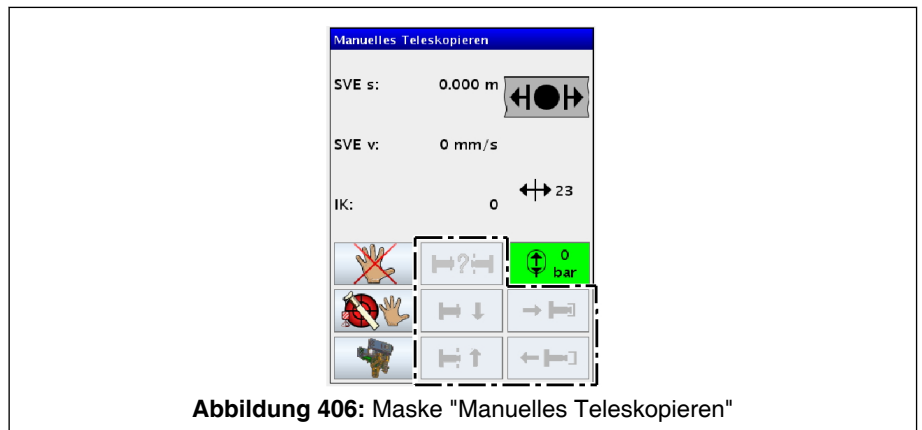 Manuelles Teleskopieren
SVE s: 0.000 m
SVE v: 0 mm/s
23
IK: 0
?
0
bar
Abbildung 406: Maske "Manuelles Teleskopieren"